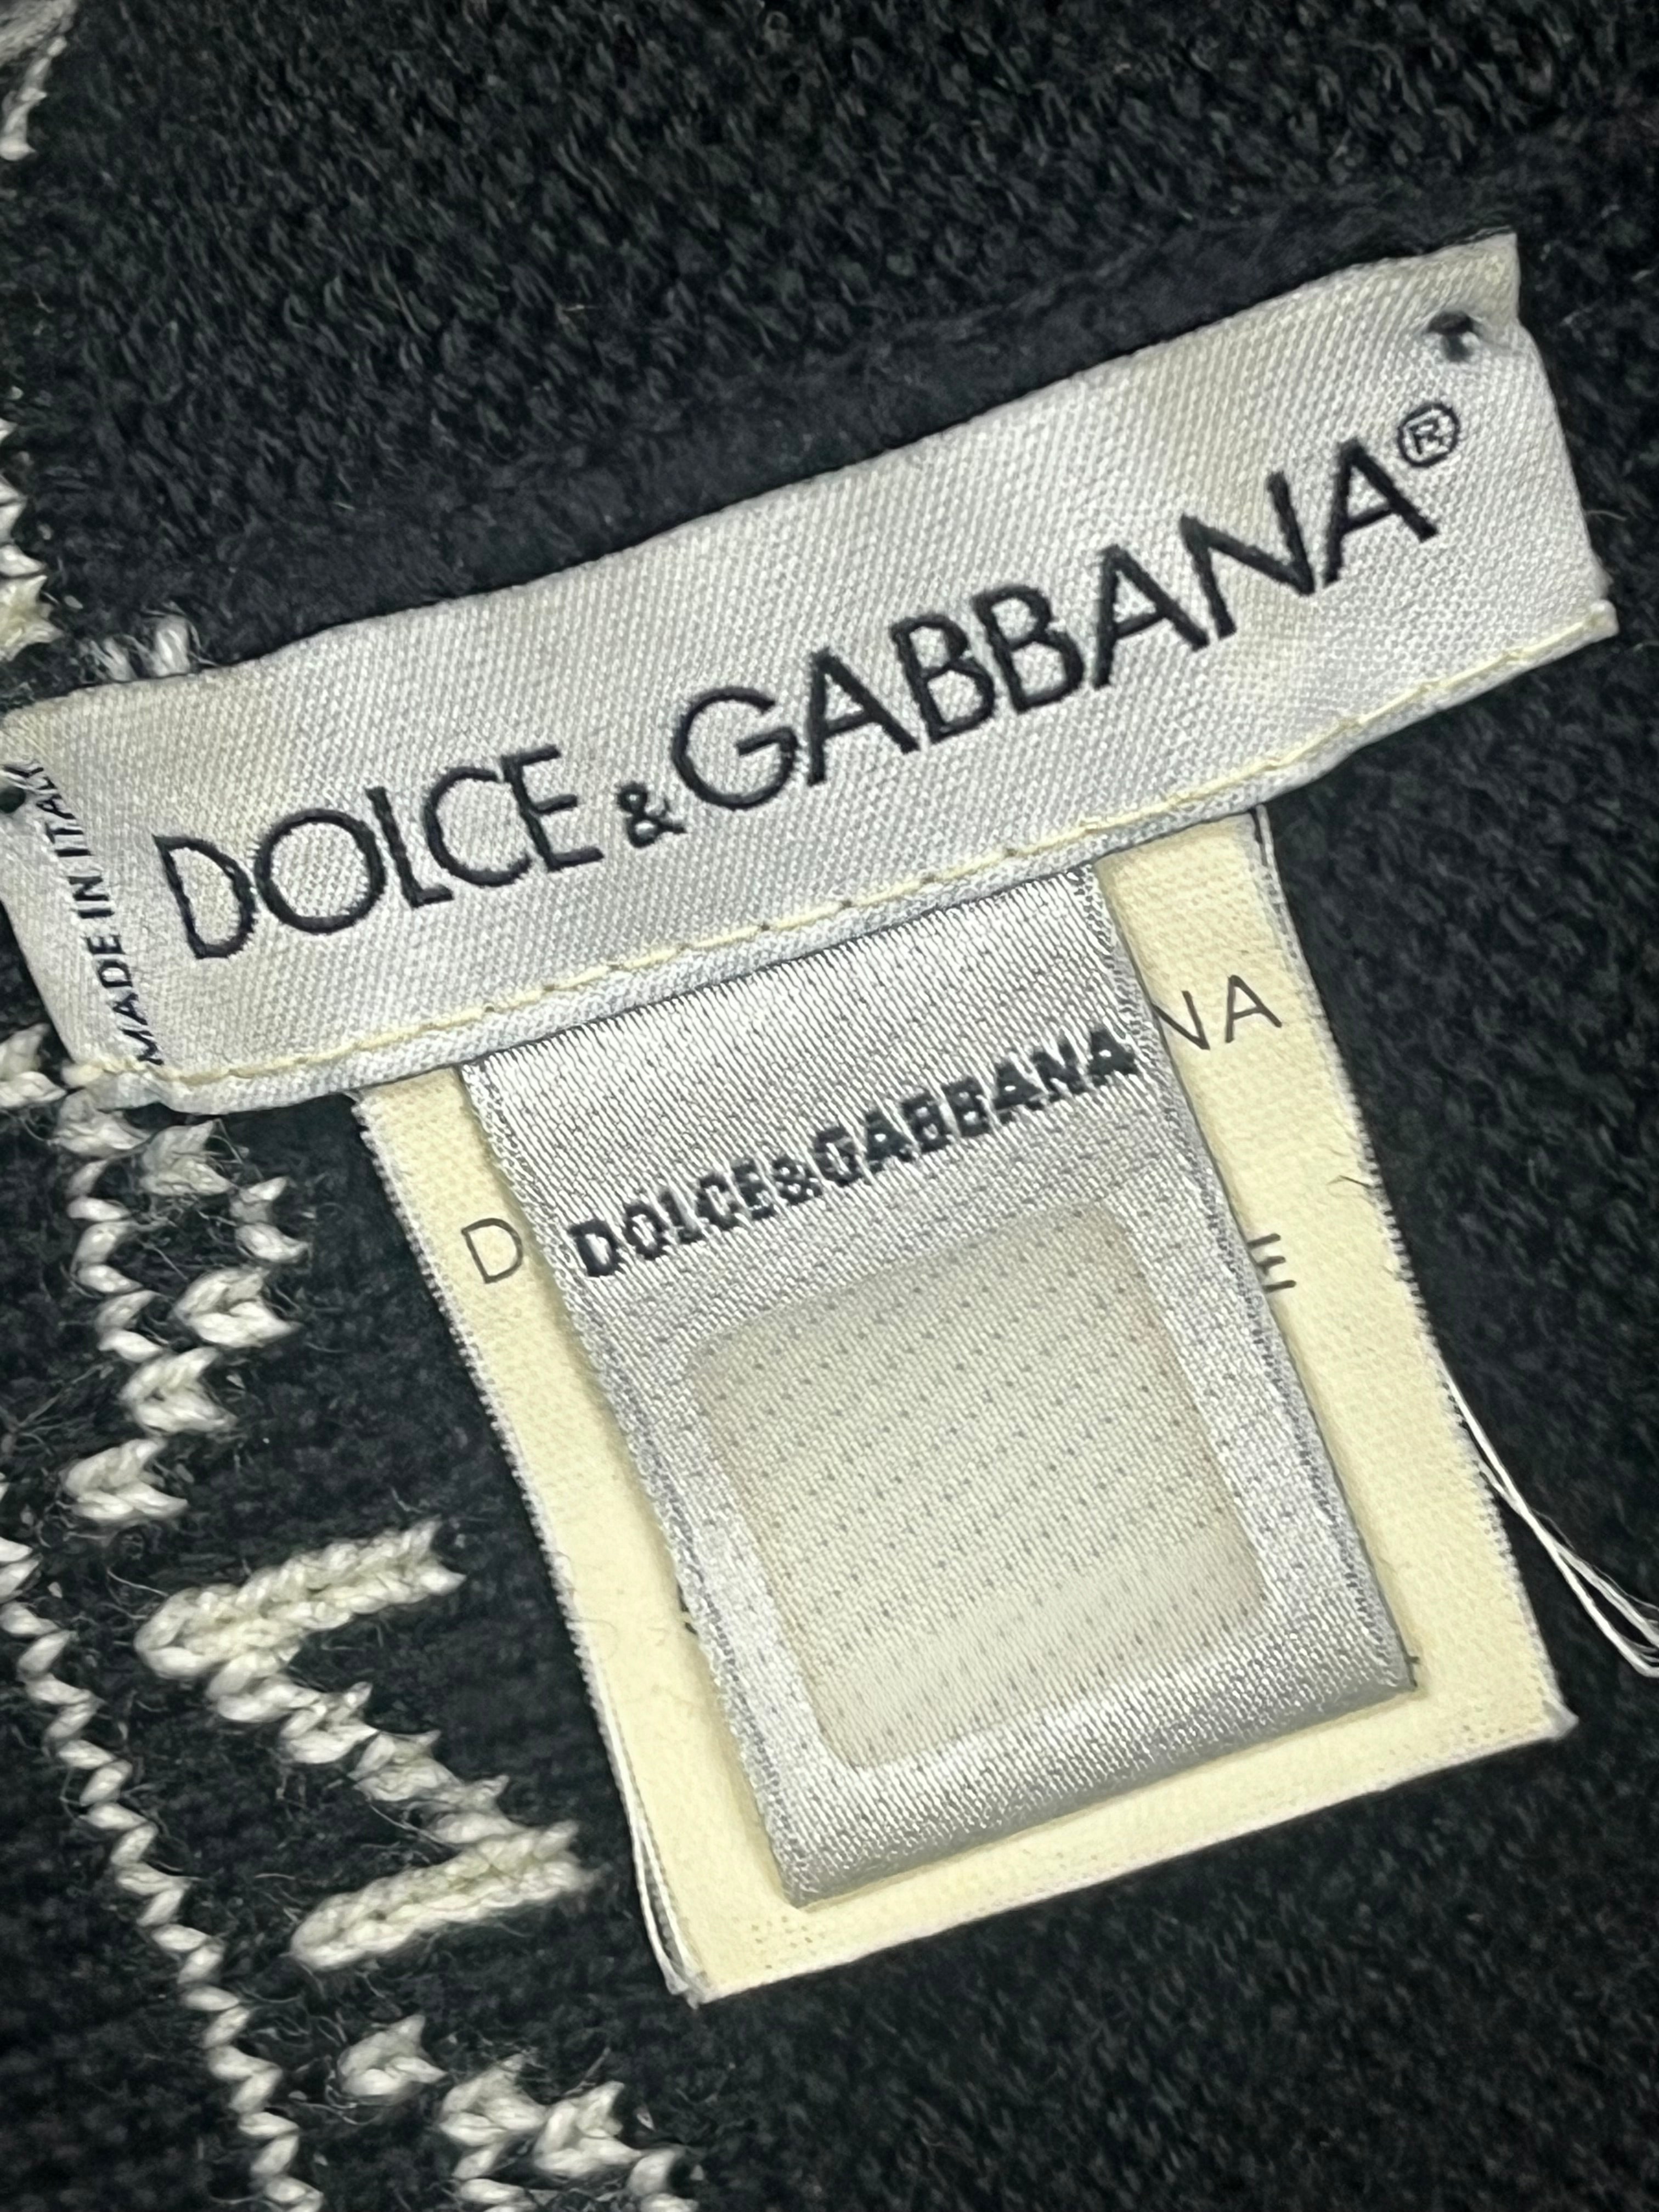 DOLCE & GABBANA®
MADE IN ITALY
DOLCE&GABBANA
NA
D
E